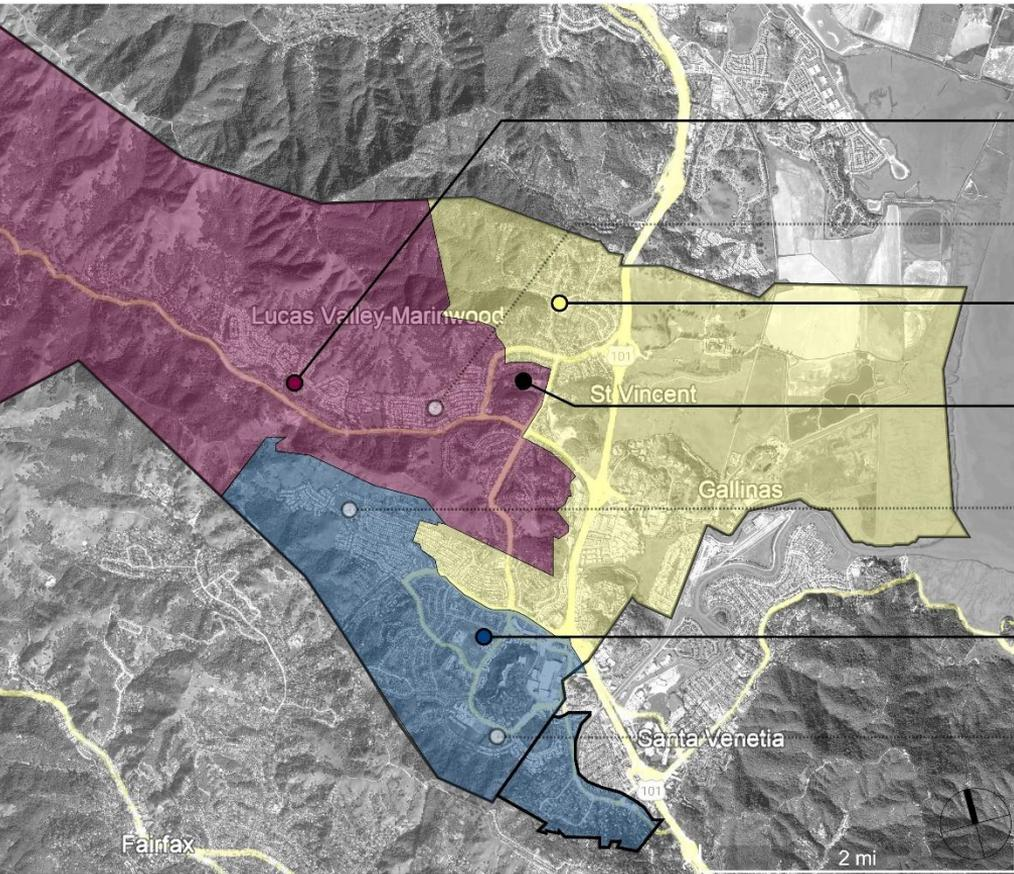 Lucas Valley-Marinwood
101
St Vincent
Gallinas
Santa Venetia
101
Fairfax
2 mi